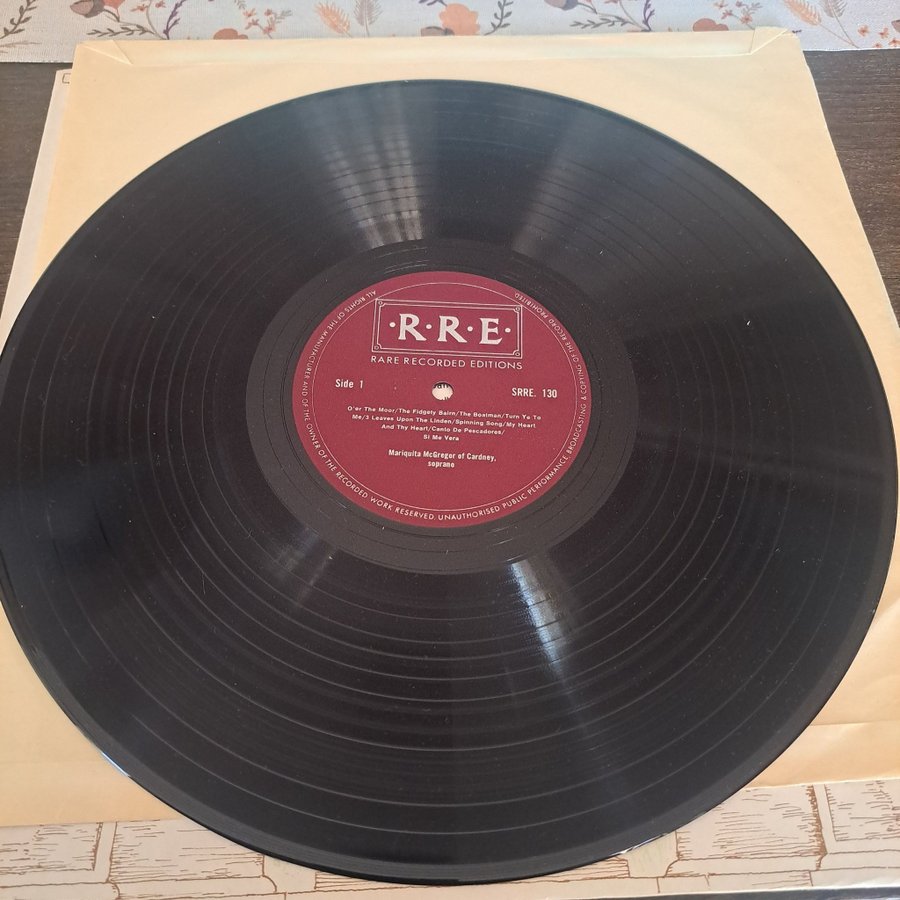 ·R·R·E·
RARE RECORDED EDITIONS
Side 1
SRRE. 130
O'er The Moor/The Fidgety Bairn/The Boatman/Turn Ye To
Me/3 Leaves Upon The Linden/Spinning Song/My Heart
And Thy Heart/Canto De Pescadores/
Si Me Vera
Mariquita McGregor of Cardney,
soprano
ALL RIGHTS OF THE MANUFACTURER AND OF THE OWNER OF THE RECORDED WORK RESERVED. UNAUTHORISED PUBLIC PERFORMANCE BROADCASTING & COPYING OF THE RECORD PROHIBITED